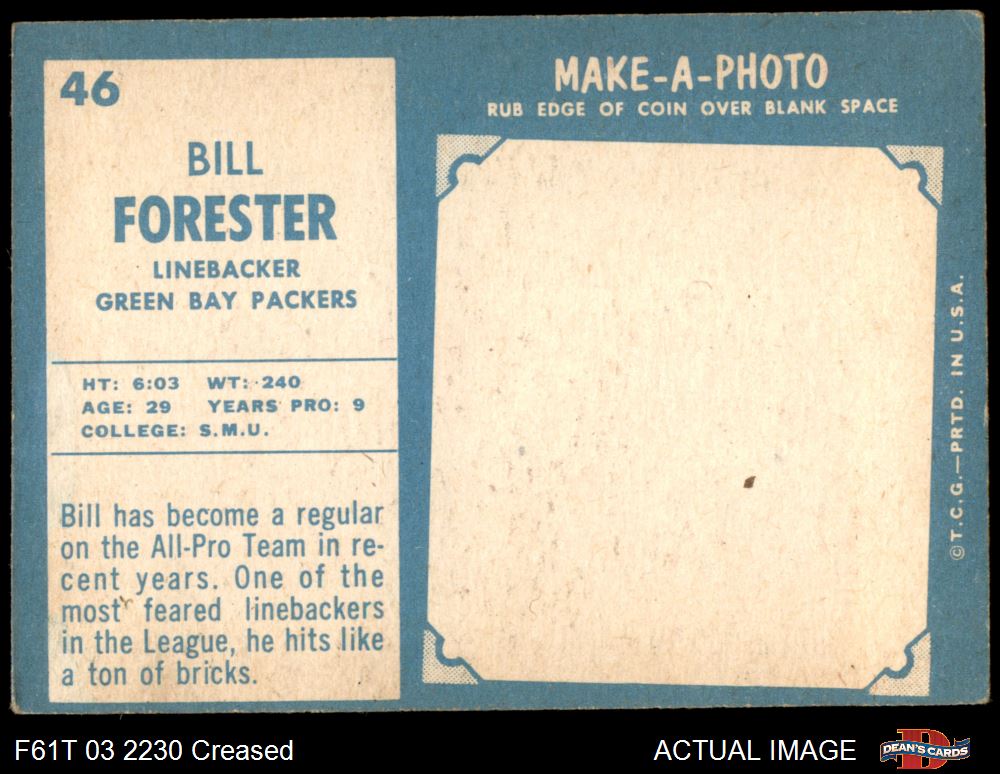 46
BILL
FORESTER
LINEBACKER
GREEN BAY PACKERS
HT: 6:03 WT: 240
AGE: 29 YEARS PRO: 9
COLLEGE: S.M.U.
Bill has become a regular
on the All-Pro Team in re-
cent years. One of the
most feared linebackers
in the League, he hits like
a ton of bricks.
MAKE-A-PHOTO
RUB EDGE OF COIN OVER BLANK SPACE
©T.C.G.—PRTD. IN U.S.A.
F61T 03 2230 Creased
ACTUAL IMAGE
D
DEAN'S CARDS